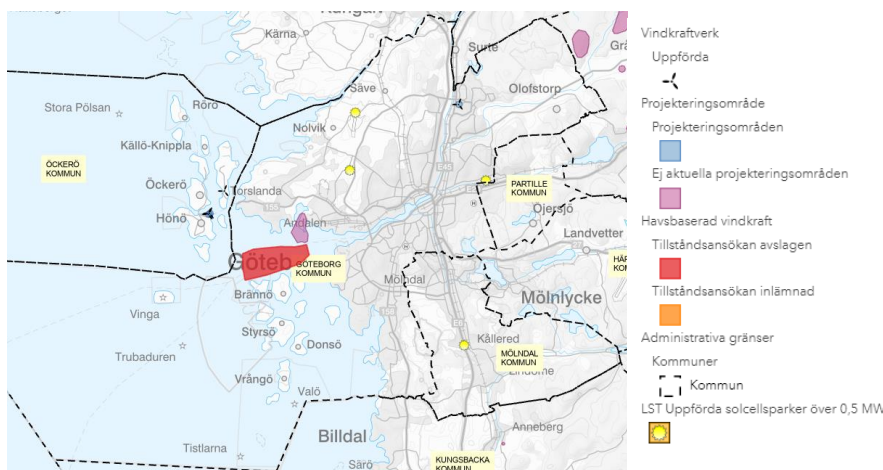 Kärna
Surte
Säve
Olofstorp
Stora Pölsan
Rörö
Nolvik
Källö-Knippla
ÖCKERÖ
KOMMUN
PARTILLE
KOMMUN
Öckerö
Torslanda
Öjersjö
Hönö
Andalen
Landvetter
Göteb
GÖTEBORG
KOMMUN
HÄR
KOM
Mölndal
Brännö
Mölnlycke
Vinga
Styrsö
Donsö
Kållered
Trubaduren
MÖLNDAL
KOMMUN
Lindome
Vrångö
Valö
Billdal
Anneberg
Tistlarna
Särö
KUNGSBACKA
KOMMUN
Vindkraftverk
Uppförda
Projekteringsområde
Projekteringsområden
Ej aktuella projekteringsområden
Havsbaserad vindkraft
Tillståndsansökan avslagen
Tillståndsansökan inlämnad
Administrativa gränser
Kommuner
Kommun
LST Uppförda solcellsparker över 0,5 MW